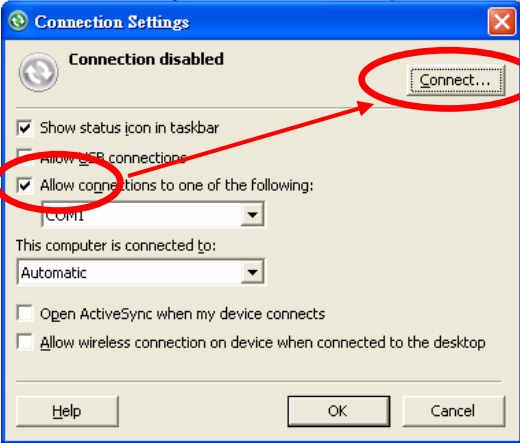 Connection Settings
Connection disabled
Connect...
Show status icon in taskbar
Allow USB connections
Allow connections to one of the following:
COM1
This computer is connected to:
Automatic
Open ActiveSync when my device connects
Allow wireless connection on device when connected to the desktop
Help OK Cancel